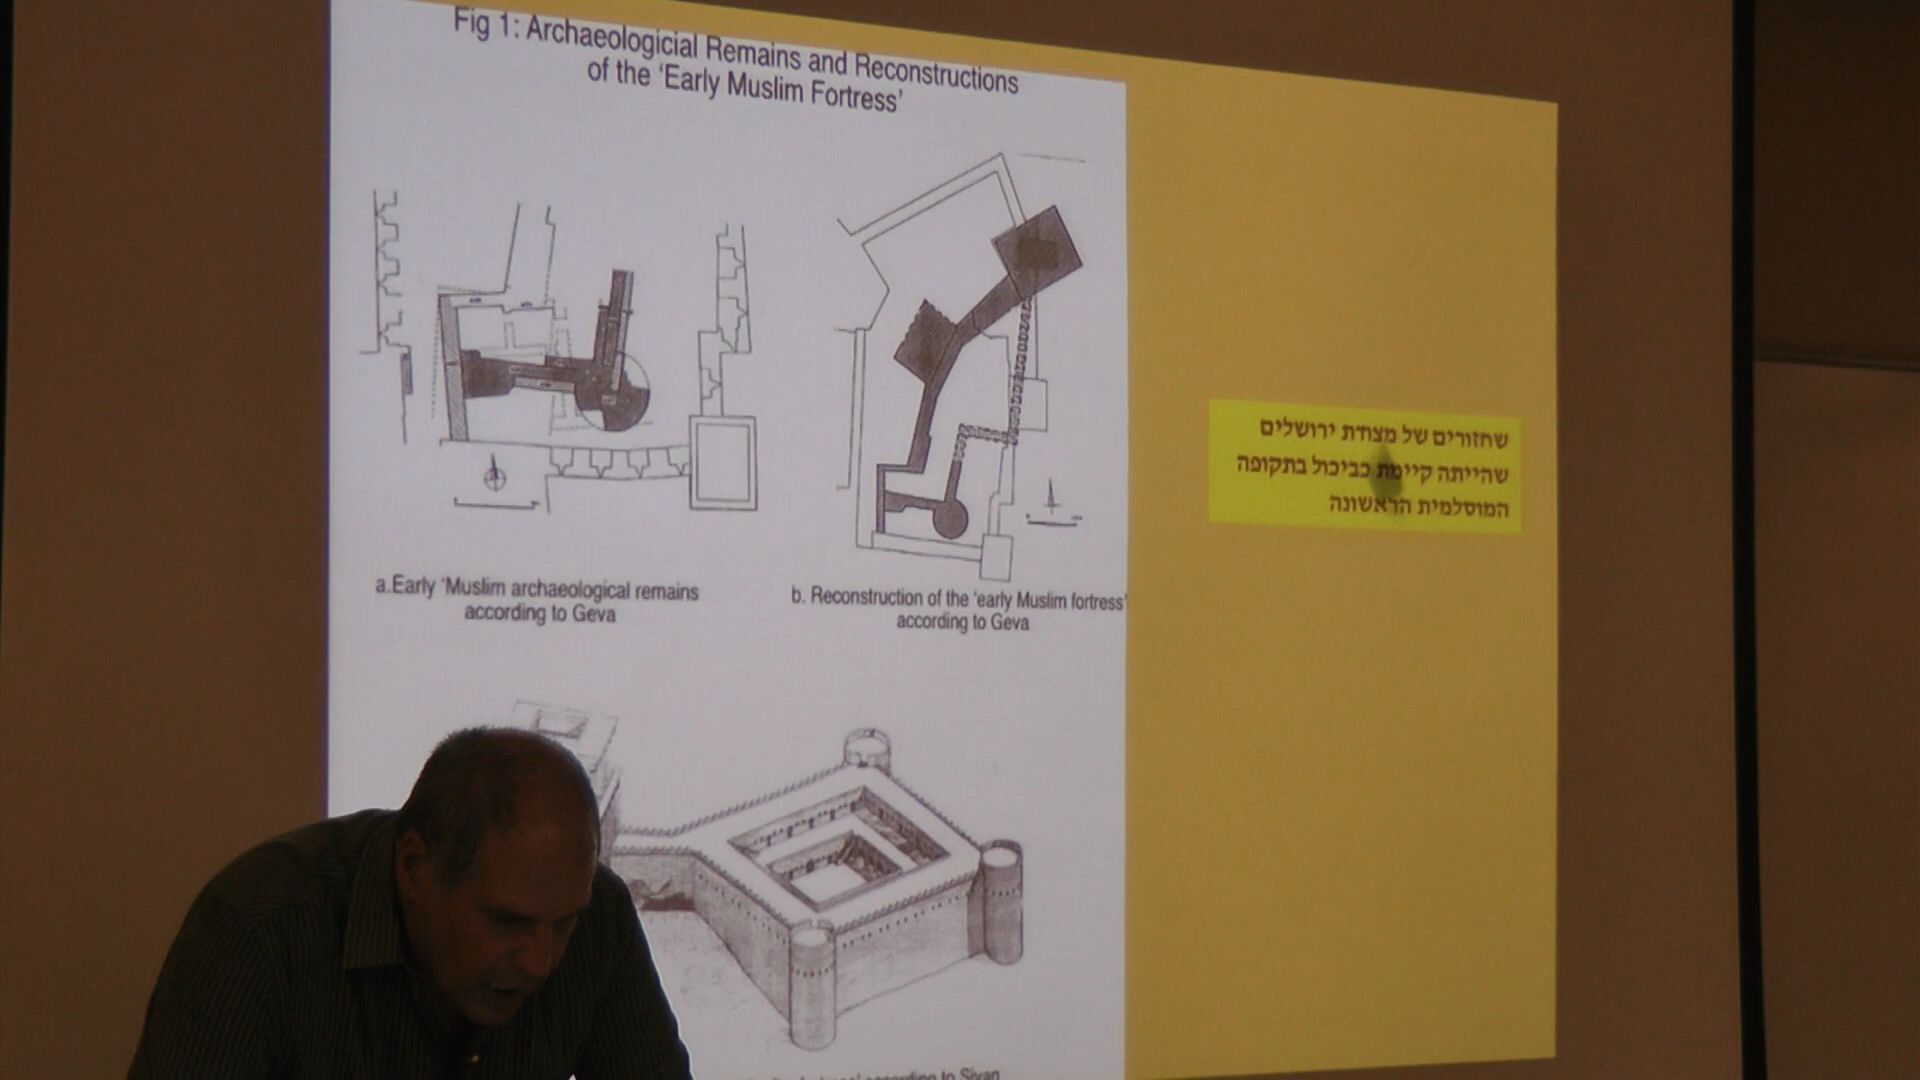 Fig 1: Archaeologicial Remains and Reconstructions
of the 'Early Muslim Fortress'
a.Early 'Muslim archaeological remains
according to Geva
b. Reconstruction of the 'early Muslim fortress'
according to Geva
שחזורים של מצודת ירושלים
שהייתה קיימת כביכול בתקופה
המוסלמית הראשונה
according to Sivan